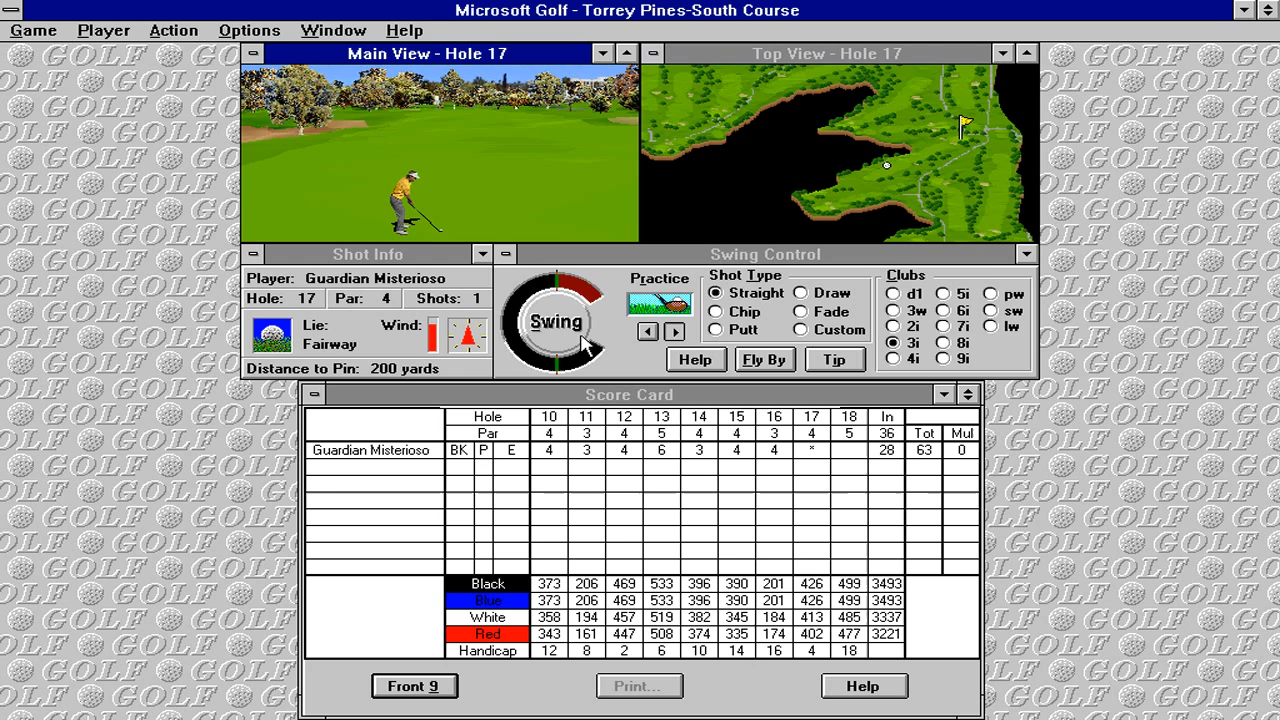 Microsoft Golf - Torrey Pines-South Course
Game Player Action Options Window Help
Main View - Hole 17
Top View - Hole 17
Shot Info
Player: Guardian Misterioso
Hole: 17 Par: 4 Shots: 1
Lie: Wind:
Fairway
Distance to Pin: 200 yards
Swing Control
Swing
Practice
Shot Type
Straight Draw
Chip Fade
Putt Custom
Help Fly By Tip
Clubs
d1 5i pw
3w 6i sw
2i 7i lw
3i 8i
4i 9i
Score Card
Hole 10 11 12 13 14 15 16 17 18 In
Par 4 3 4 5 4 4 3 4 5 36 Tot Mul
Guardian Misterioso BK P E 4 3 4 6 3 4 4 * 28 63 0
Black 373 206 469 533 396 390 201 426 499 3493
Blue 373 206 469 533 396 390 201 426 499 3493
White 358 194 457 519 382 345 184 413 485 3337
Red 343 161 447 508 374 335 174 402 477 3221
Handicap 12 8 2 6 10 14 16 4 18
Front 9 Print... Help